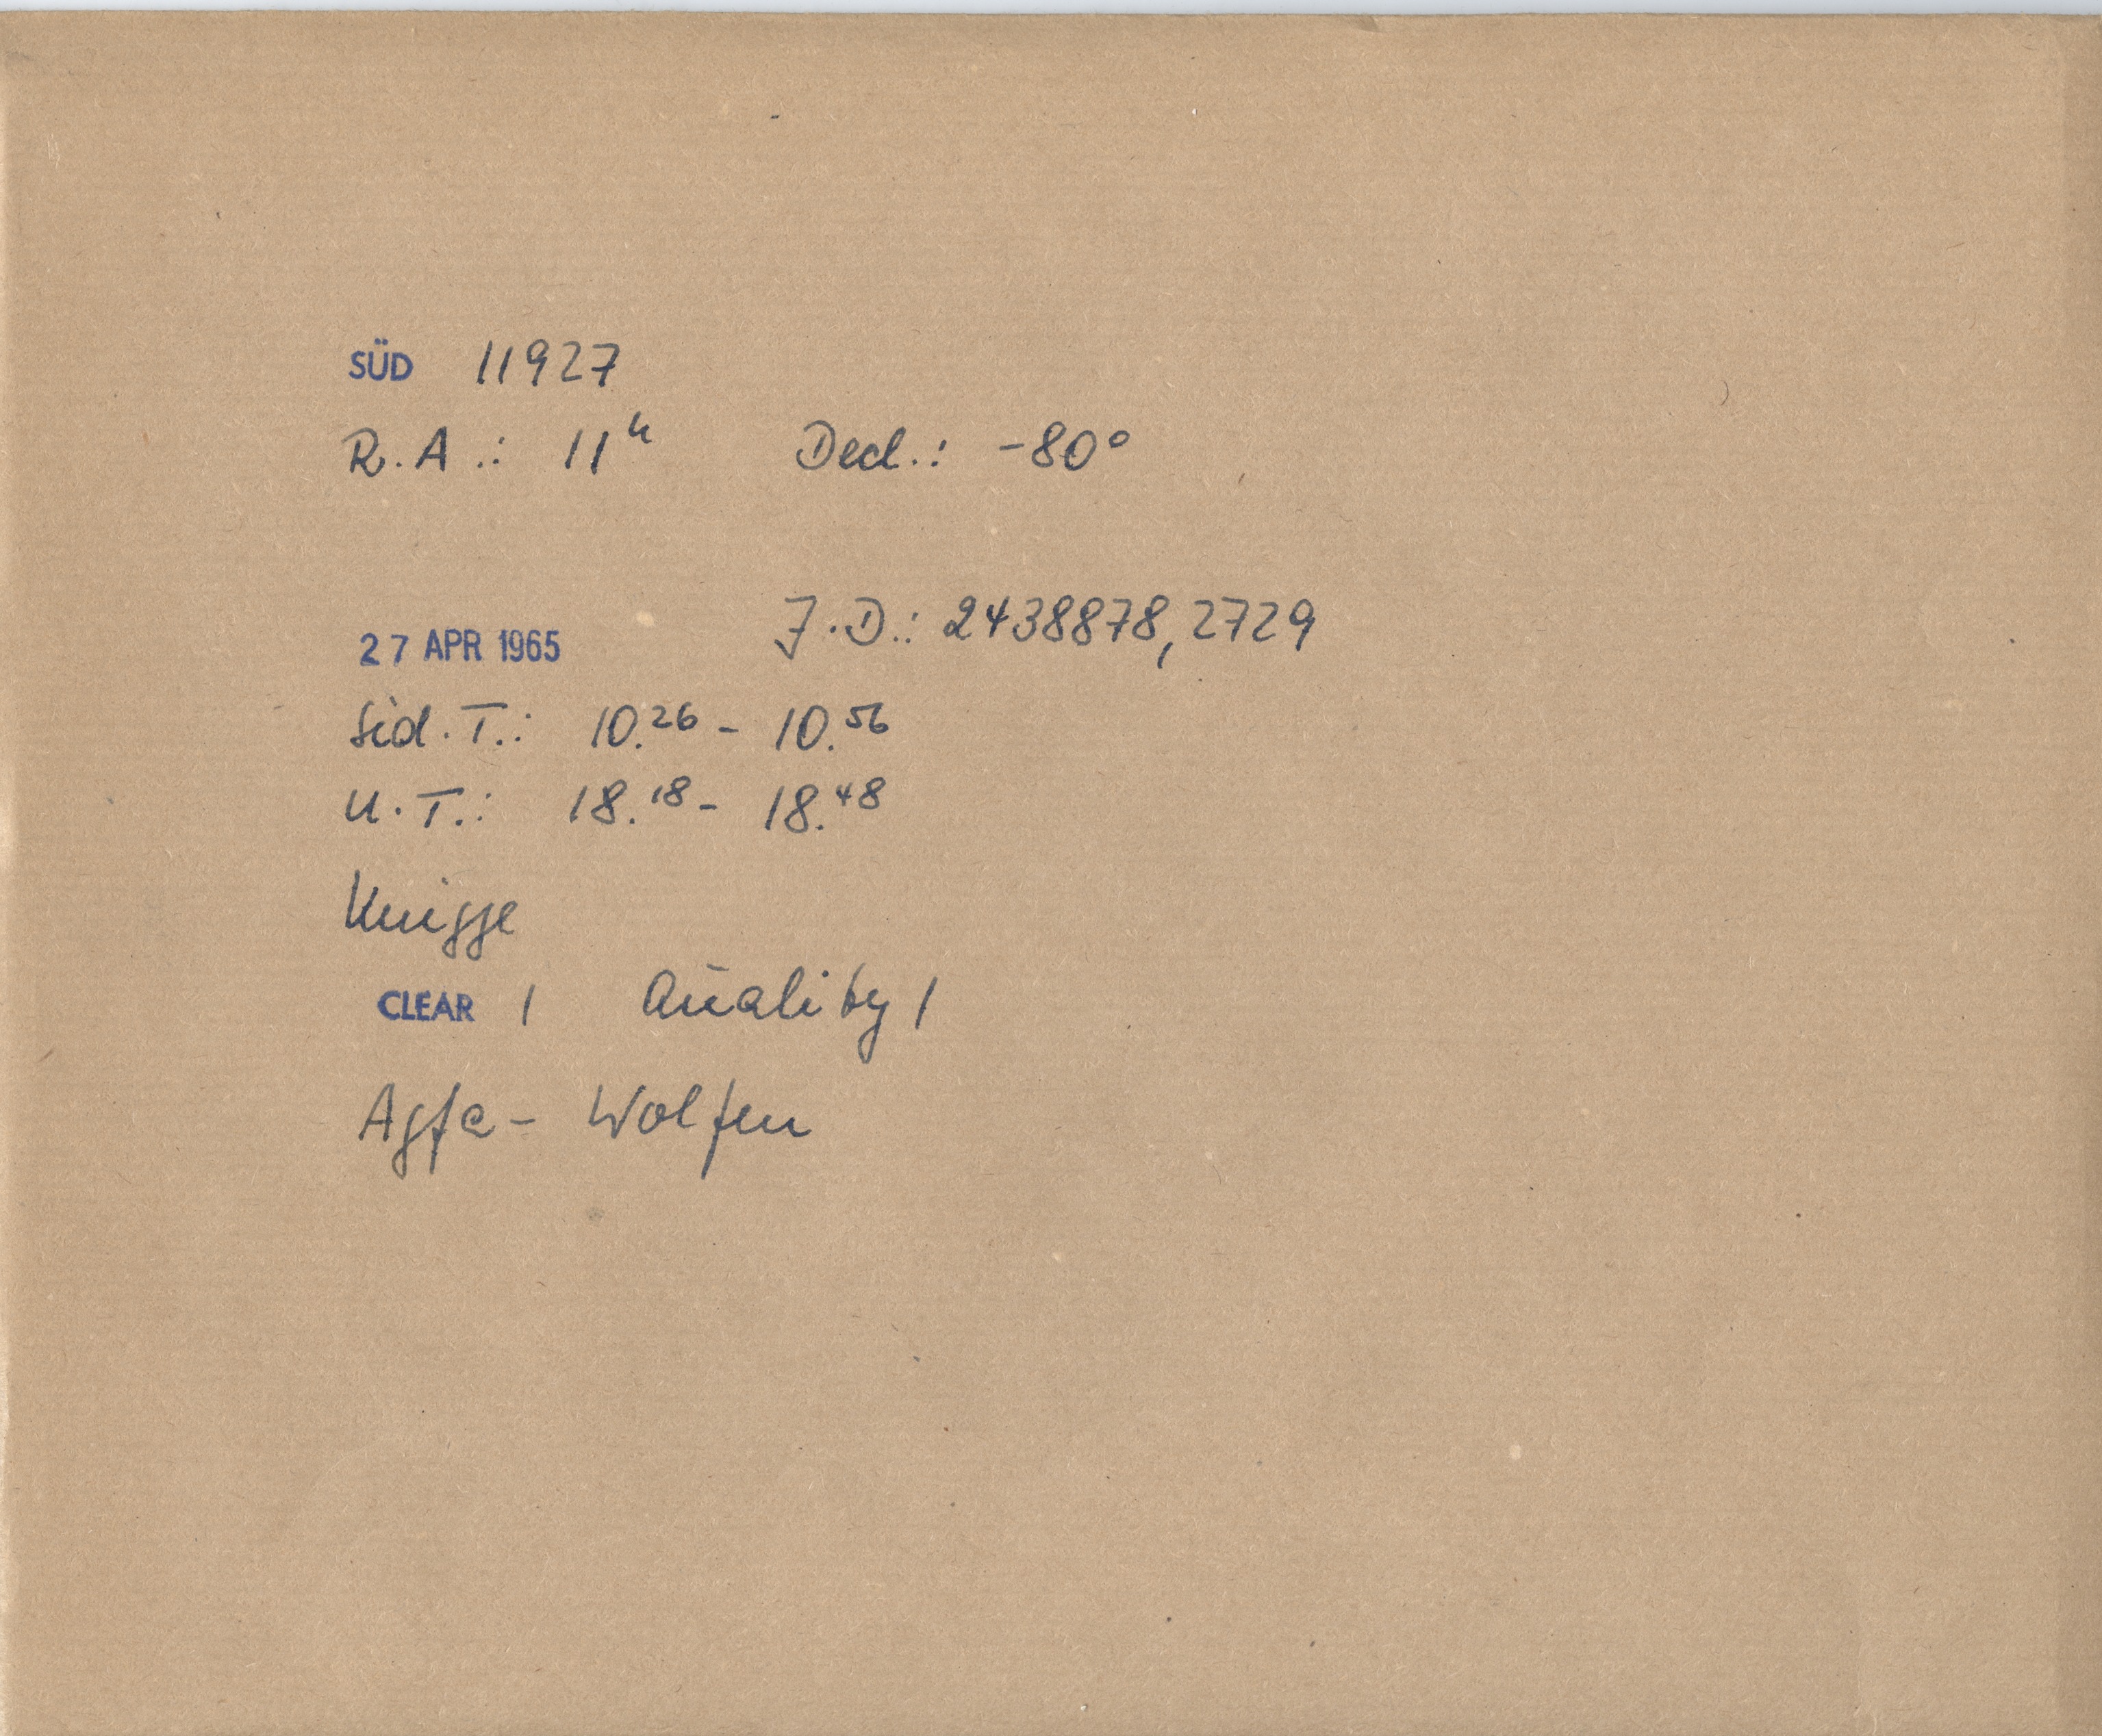 SÜD 11927
R.A.: 11ʰ Decl.: -80°
J.D.: 2438878,2729
27 APR 1965
Sid.T.: 10.²⁶ - 10.⁵⁶
U.T.: 18.¹⁸ - 18.⁴⁸
Knigge
CLEAR 1 Quality 1
Agfa - Wolfen